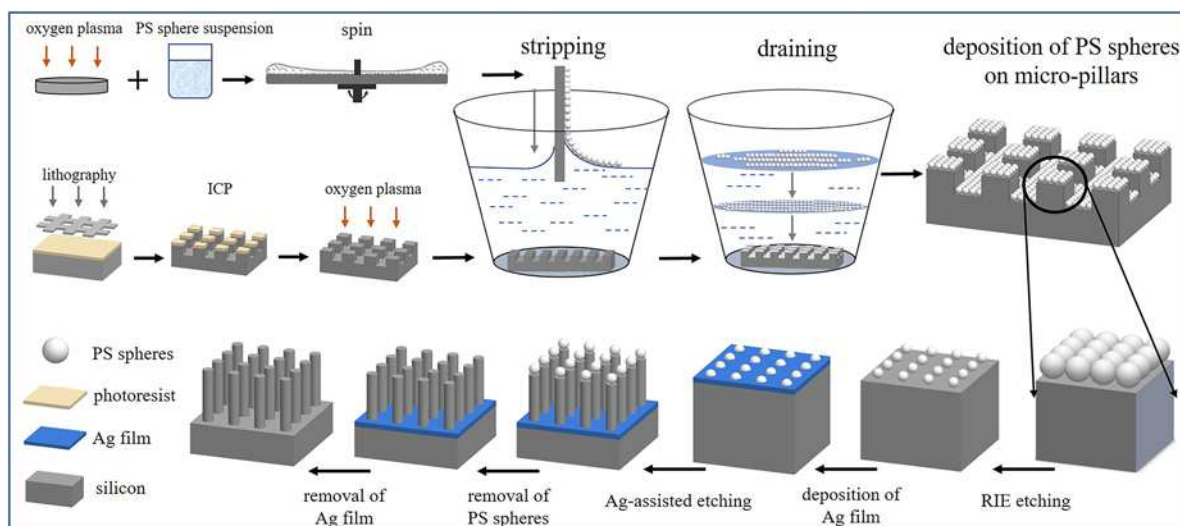 oxygen plasma
PS sphere suspension
spin
stripping
draining
deposition of PS spheres
on micro-pillars
lithography
ICP
oxygen plasma
PS spheres
photoresist
Ag film
silicon
removal of
Ag film
removal of
PS spheres
Ag-assisted etching
deposition of
Ag film
RIE etching